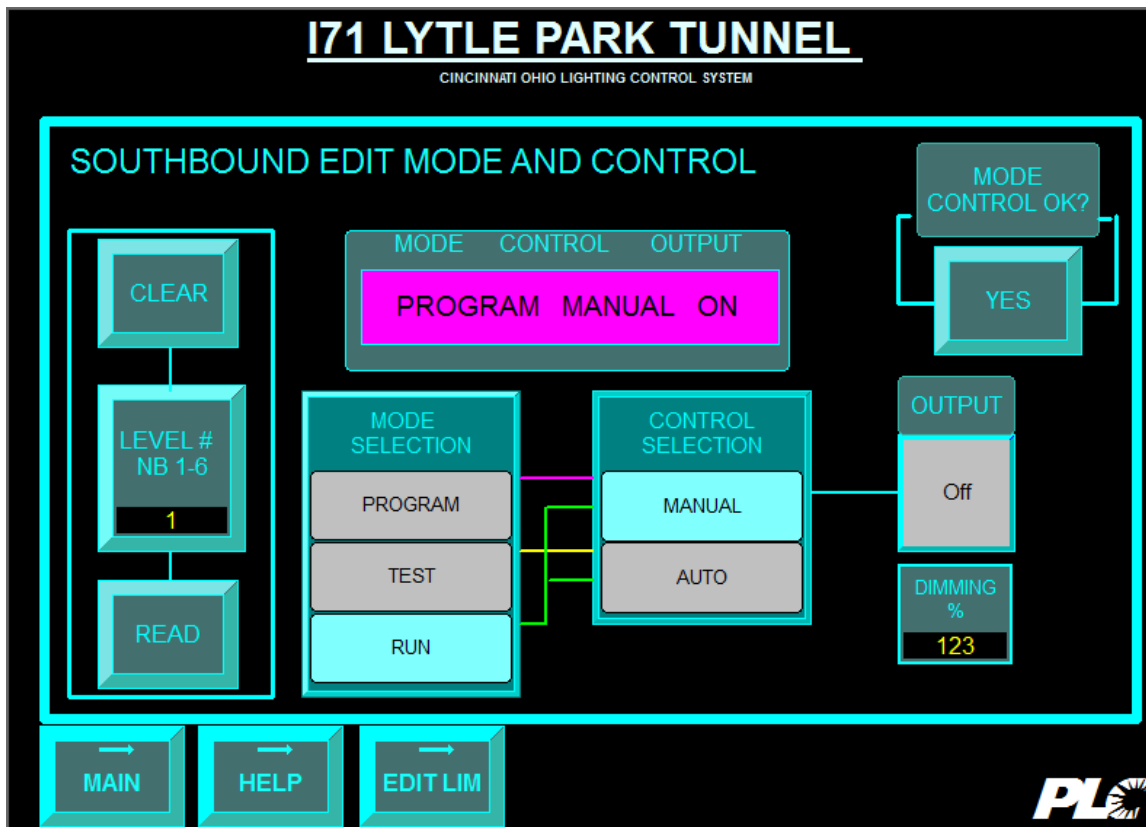 I71 LYTLE PARK TUNNEL
CINCINNATI OHIO LIGHTING CONTROL SYSTEM
SOUTHBOUND EDIT MODE AND CONTROL
MODE
CONTROL OK?
YES
MODE CONTROL OUTPUT
PROGRAM MANUAL ON
CLEAR
LEVEL #
NB 1-6
1
READ
MODE
SELECTION
PROGRAM
TEST
RUN
CONTROL
SELECTION
MANUAL
AUTO
OUTPUT
Off
DIMMING
%
123
MAIN
HELP
EDIT LIM
PLC